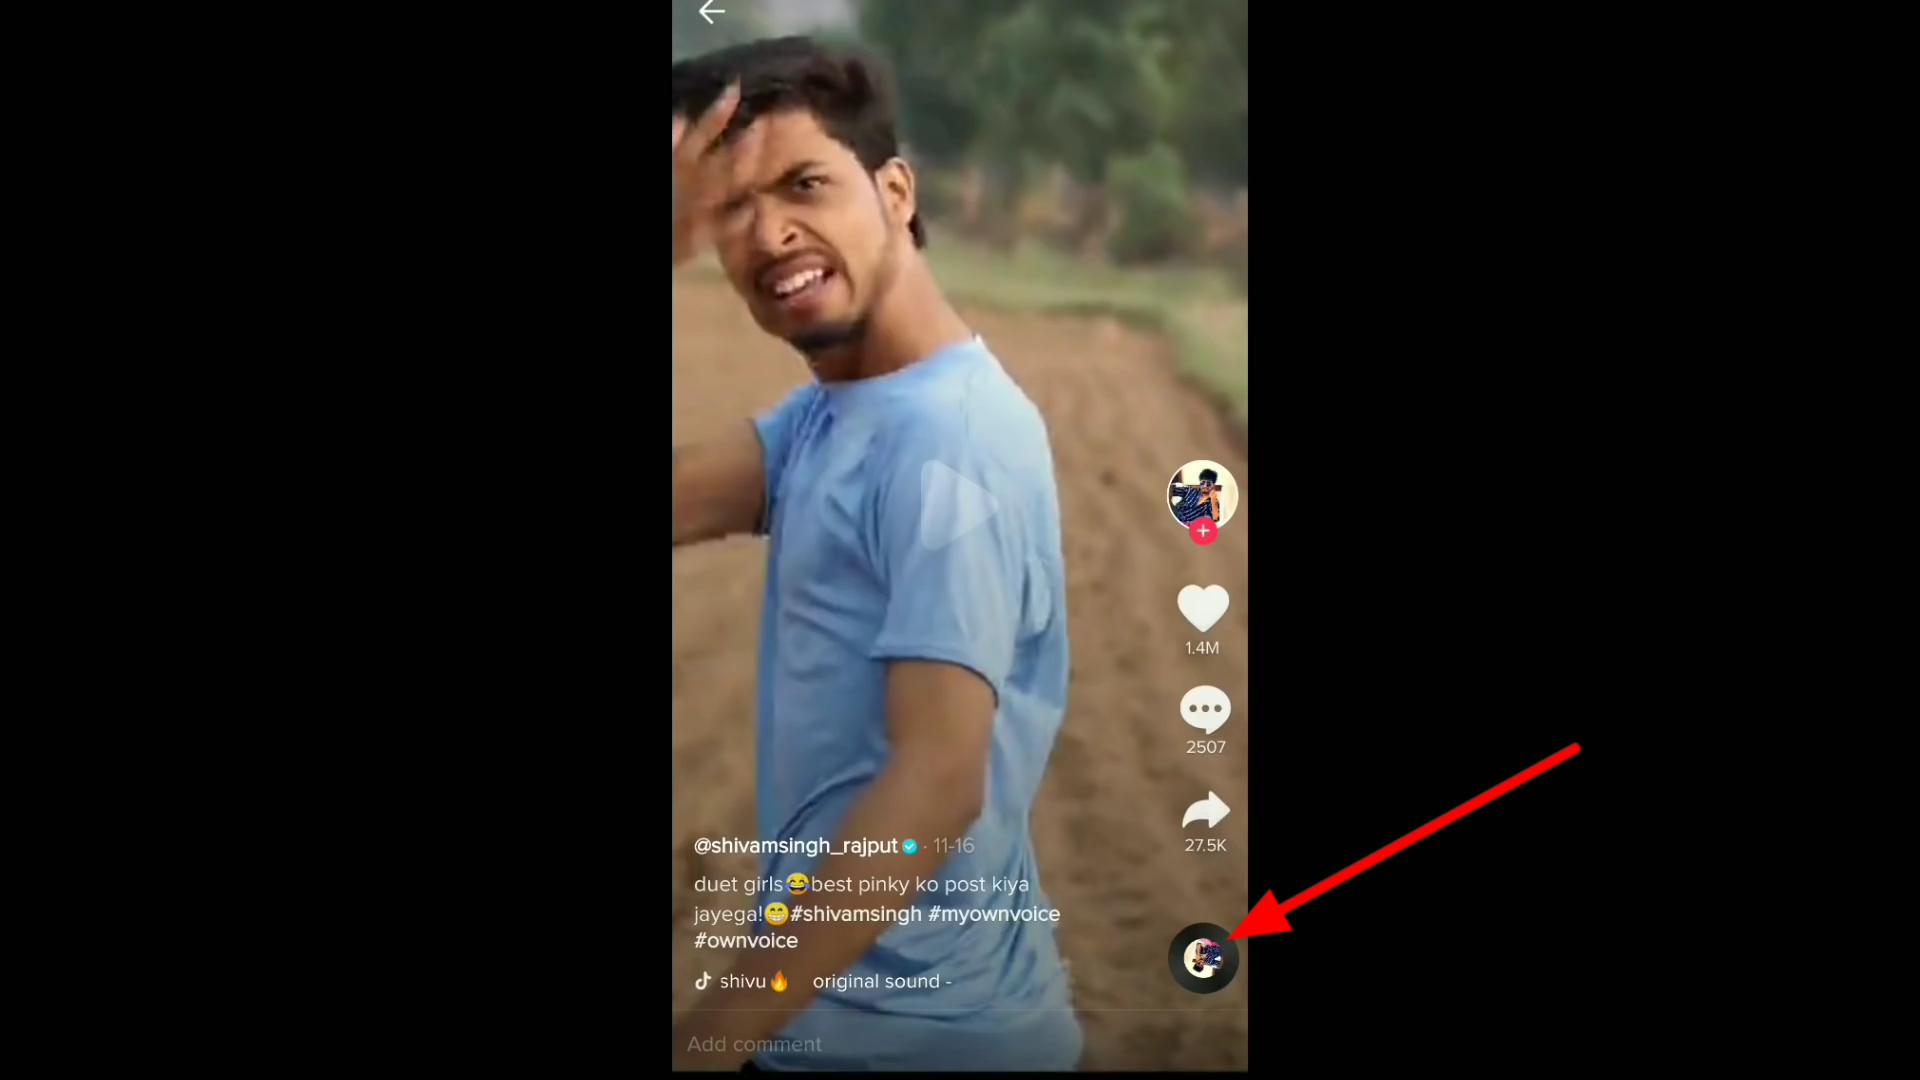 1.4M
2507
27.5K
@shivamsingh_rajput · 11-16
duet girls😂best pinky ko post kiya
jayega!😁#shivamsingh #myownvoice
#ownvoice
shivu🔥 original sound -
Add comment